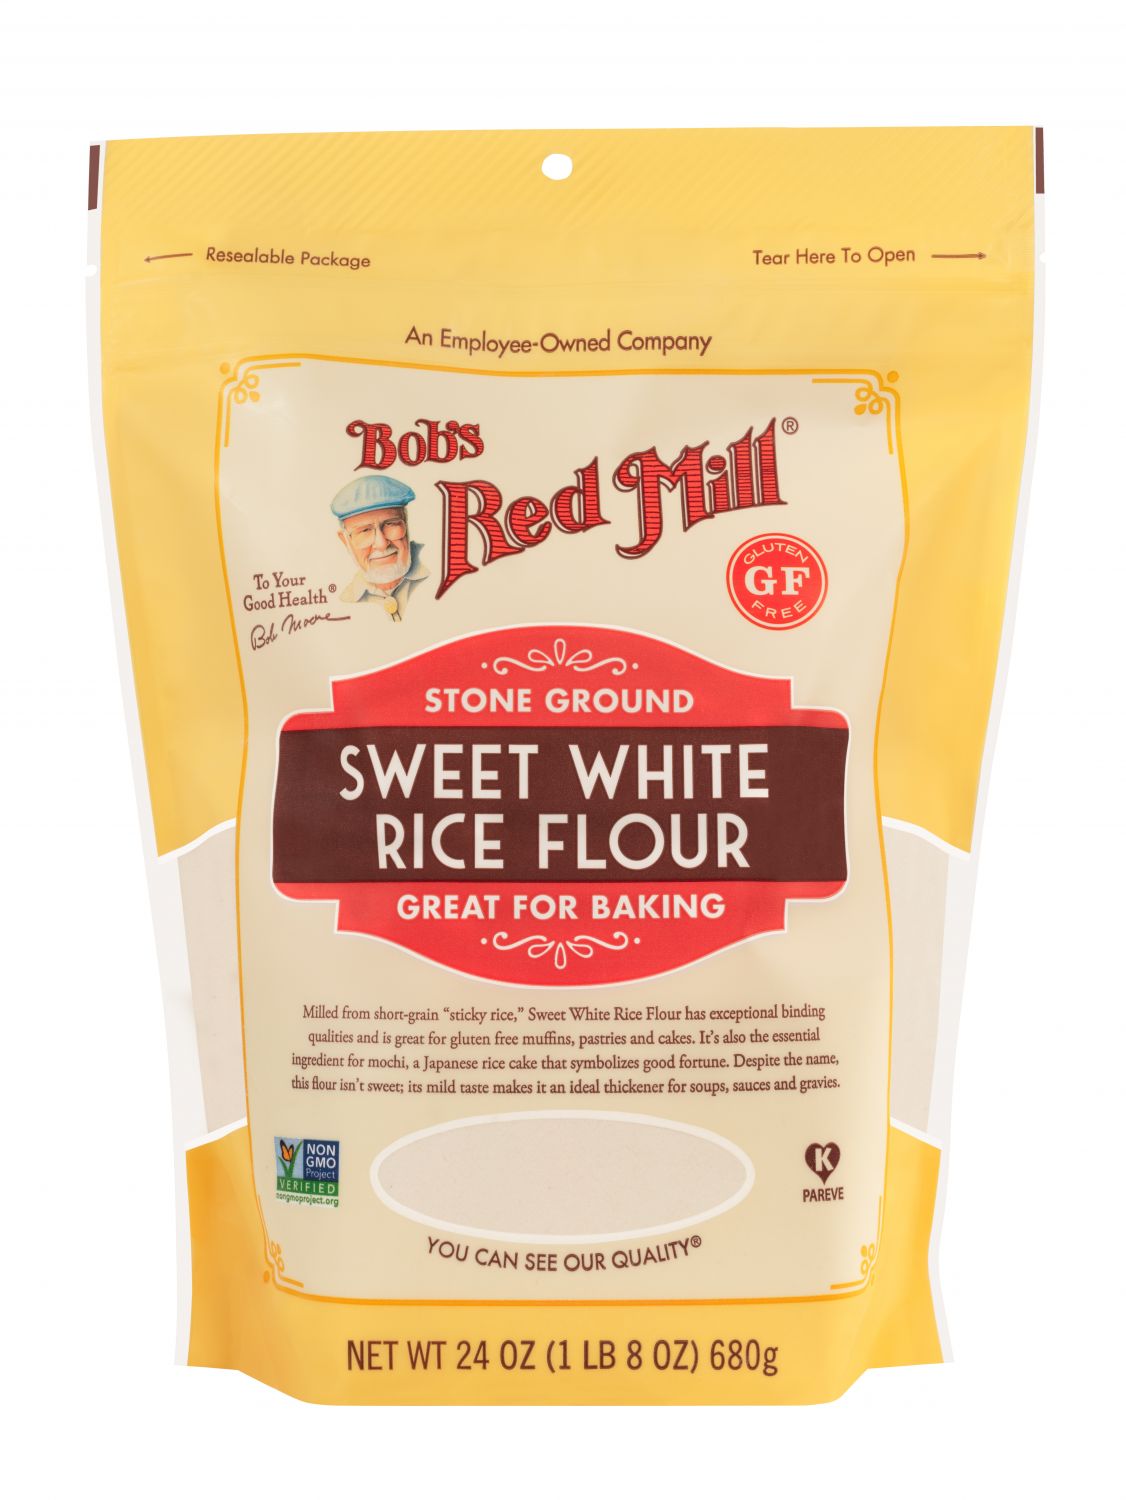 Resealable Package
Tear Here To Open
An Employee-Owned Company
Bob's
Red Mill®
GLUTEN
GF
FREE
To Your
Good Health®
Bob Moore
STONE GROUND
SWEET WHITE
RICE FLOUR
GREAT FOR BAKING
Milled from short-grain “sticky rice,” Sweet White Rice Flour has exceptional binding
qualities and is great for gluten free muffins, pastries and cakes. It’s also the essential
ingredient for mochi, a Japanese rice cake that symbolizes good fortune. Despite the name,
this flour isn’t sweet; its mild taste makes it an ideal thickener for soups, sauces and gravies.
NON
GMO
Project
VERIFIED
nongmoproject.org
K
PAREVE
YOU CAN SEE OUR QUALITY®
NET WT 24 OZ (1 LB 8 OZ) 680g